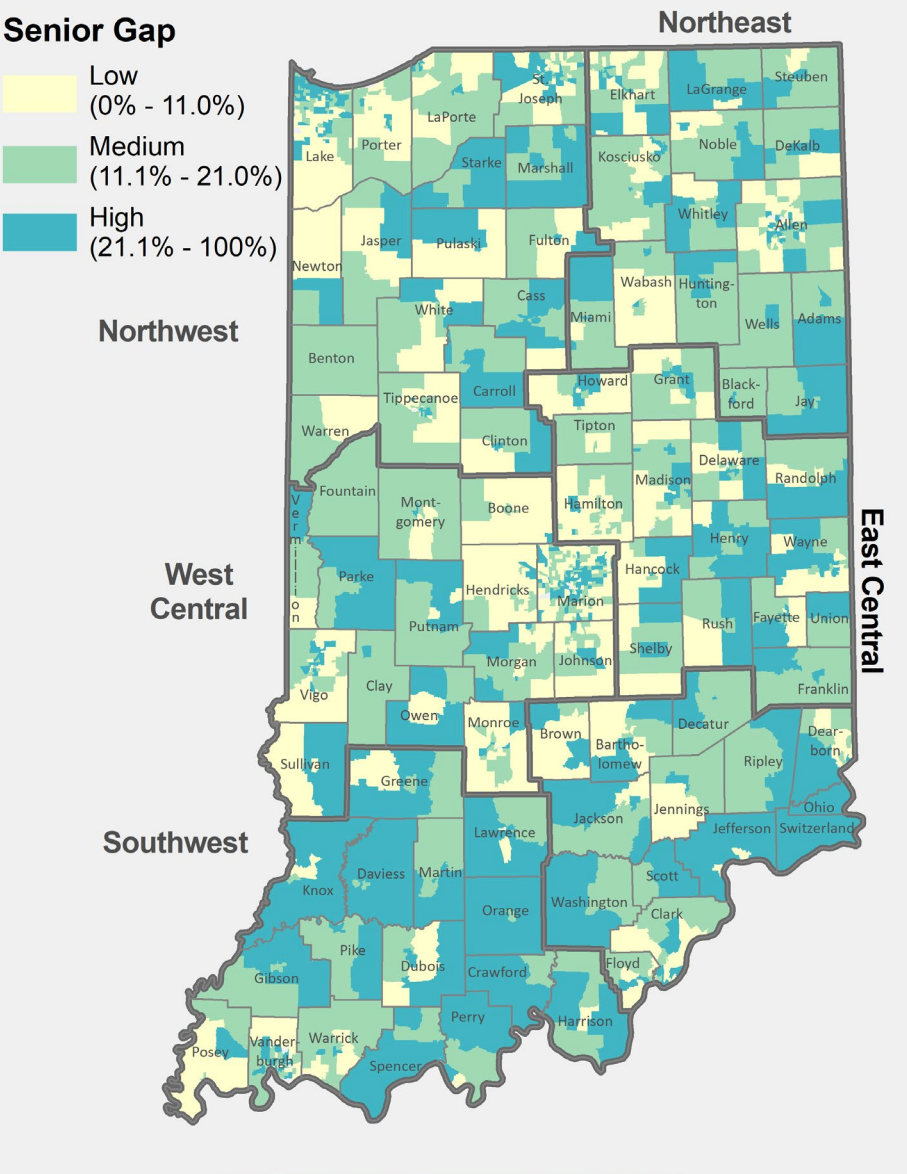 Senior Gap
Low
(0% - 11.0%)
Medium
(11.1% - 21.0%)
High
(21.1% - 100%)
Northeast
Northwest
West
Central
East Central
Southwest
Lake
Porter
LaPorte
St.
Joseph
Elkhart
LaGrange
Steuben
Starke
Marshall
Kosciusko
Noble
DeKalb
Newton
Jasper
Pulaski
Fulton
Whitley
Allen
White
Cass
Miami
Wabash
Hunting-
ton
Wells
Adams
Benton
Carroll
Howard
Grant
Black-
ford
Jay
Warren
Tippecanoe
Clinton
Tipton
Delaware
Randolph
Fountain
Mont-
gomery
Boone
Hamilton
Madison
Vermillion
Parke
Putnam
Hendricks
Marion
Hancock
Henry
Wayne
Vigo
Clay
Owen
Morgan
Johnson
Shelby
Rush
Fayette
Union
Franklin
Sullivan
Greene
Monroe
Brown
Bartho-
lomew
Decatur
Ripley
Dear-
born
Ohio
Knox
Daviess
Martin
Lawrence
Jackson
Jennings
Jefferson
Switzerland
Orange
Washington
Scott
Clark
Gibson
Pike
Dubois
Crawford
Floyd
Harrison
Posey
Vander-
burgh
Warrick
Spencer
Perry